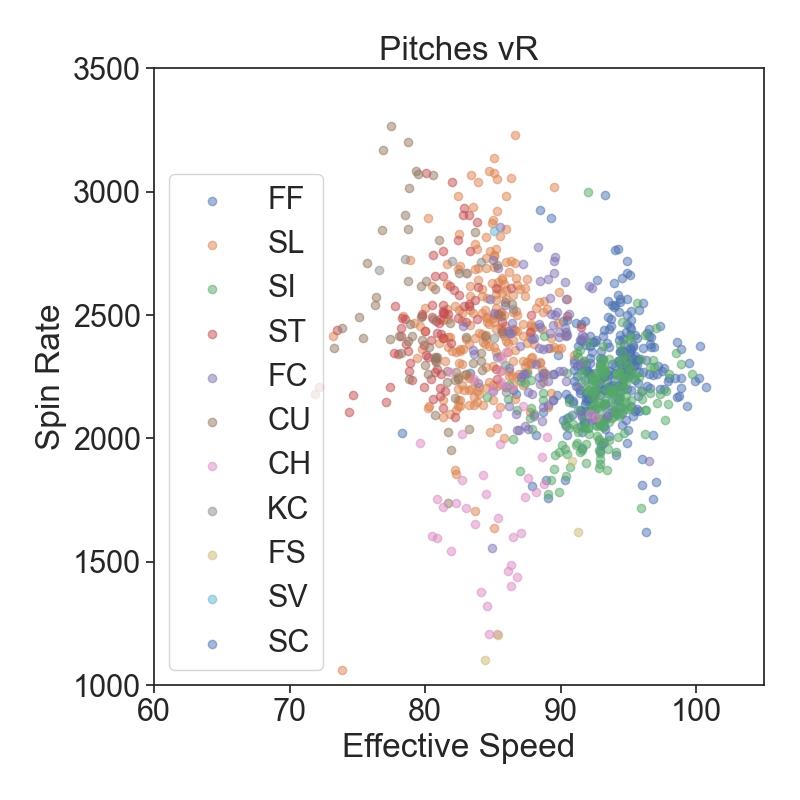 Pitches vR
3500
3000
2500
2000
1500
1000
Spin Rate
FF
SL
SI
ST
FC
CU
CH
KC
FS
SV
SC
60
70
80
90
100
Effective Speed